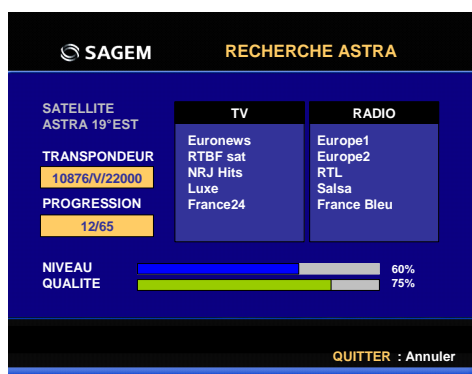 SAGEM RECHERCHE ASTRA
SATELLITE
ASTRA 19°EST
TRANSPONDEUR
10876/V/22000
PROGRESSION
12/65
TV
Euronews
RTBF sat
NRJ Hits
Luxe
France24
RADIO
Europe1
Europe2
RTL
Salsa
France Bleu
NIVEAU 60%
QUALITE 75%
QUITTER : Annuler